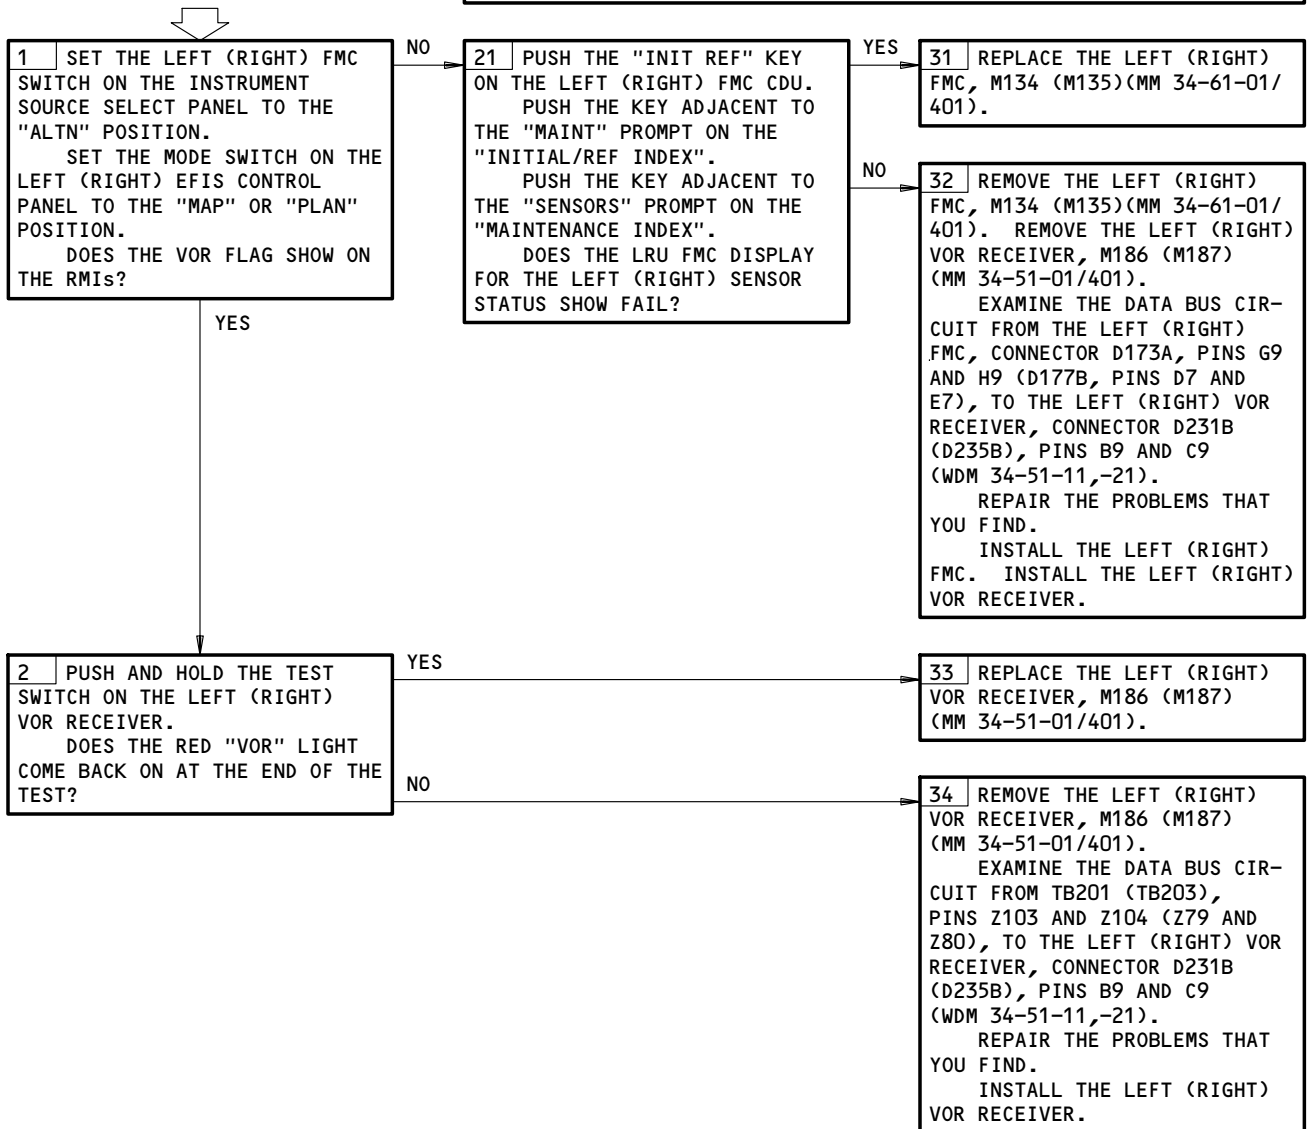 1 SET THE LEFT (RIGHT) FMC
SWITCH ON THE INSTRUMENT
SOURCE SELECT PANEL TO THE
"ALTN" POSITION.
SET THE MODE SWITCH ON THE
LEFT (RIGHT) EFIS CONTROL
PANEL TO THE "MAP" OR "PLAN"
POSITION.
DOES THE VOR FLAG SHOW ON
THE RMIs?
NO
YES
21 PUSH THE "INIT REF" KEY
ON THE LEFT (RIGHT) FMC CDU.
PUSH THE KEY ADJACENT TO
THE "MAINT" PROMPT ON THE
"INITIAL/REF INDEX".
PUSH THE KEY ADJACENT TO
THE "SENSORS" PROMPT ON THE
"MAINTENANCE INDEX".
DOES THE LRU FMC DISPLAY
FOR THE LEFT (RIGHT) SENSOR
STATUS SHOW FAIL?
YES
31 REPLACE THE LEFT (RIGHT)
FMC, M134 (M135)(MM 34-61-01/
401).
NO
32 REMOVE THE LEFT (RIGHT)
FMC, M134 (M135)(MM 34-61-01/
401). REMOVE THE LEFT (RIGHT)
VOR RECEIVER, M186 (M187)
(MM 34-51-01/401).
EXAMINE THE DATA BUS CIR-
CUIT FROM THE LEFT (RIGHT)
FMC, CONNECTOR D173A, PINS G9
AND H9 (D177B, PINS D7 AND
E7), TO THE LEFT (RIGHT) VOR
RECEIVER, CONNECTOR D231B
(D235B), PINS B9 AND C9
(WDM 34-51-11,-21).
REPAIR THE PROBLEMS THAT
YOU FIND.
INSTALL THE LEFT (RIGHT)
FMC. INSTALL THE LEFT (RIGHT)
VOR RECEIVER.
2 PUSH AND HOLD THE TEST
SWITCH ON THE LEFT (RIGHT)
VOR RECEIVER.
DOES THE RED "VOR" LIGHT
COME BACK ON AT THE END OF THE
TEST?
YES
33 REPLACE THE LEFT (RIGHT)
VOR RECEIVER, M186 (M187)
(MM 34-51-01/401).
NO
34 REMOVE THE LEFT (RIGHT)
VOR RECEIVER, M186 (M187)
(MM 34-51-01/401).
EXAMINE THE DATA BUS CIR-
CUIT FROM TB201 (TB203),
PINS Z103 AND Z104 (Z79 AND
Z80), TO THE LEFT (RIGHT) VOR
RECEIVER, CONNECTOR D231B
(D235B), PINS B9 AND C9
(WDM 34-51-11,-21).
REPAIR THE PROBLEMS THAT
YOU FIND.
INSTALL THE LEFT (RIGHT)
VOR RECEIVER.